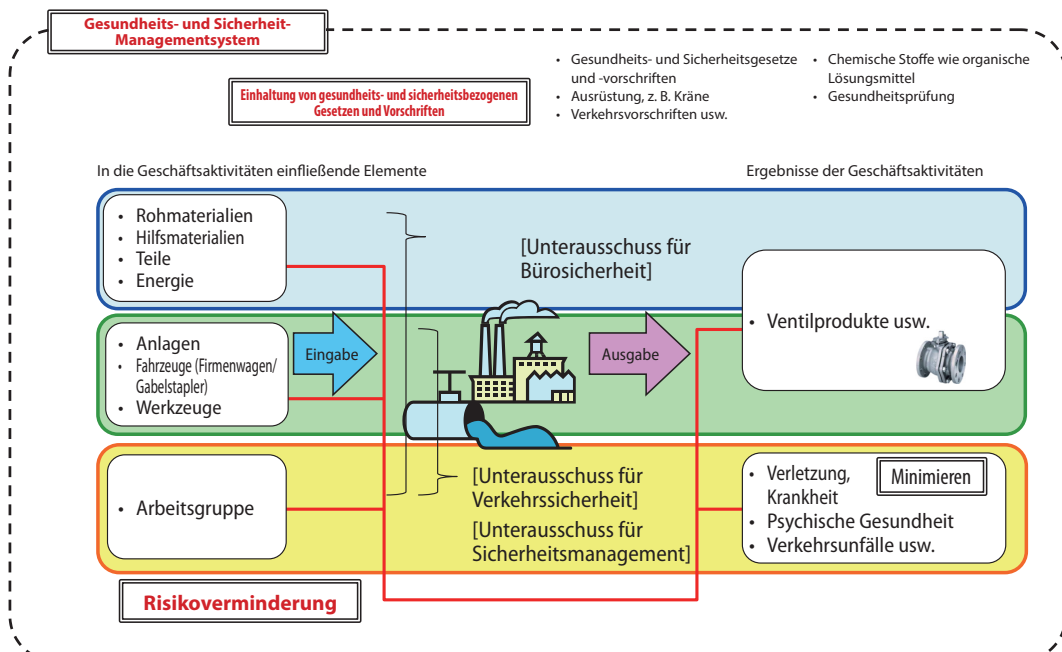 Gesundheits- und Sicherheit-
Managementsystem
Einhaltung von gesundheits- und sicherheitsbezogenen
Gesetzen und Vorschriften
• Gesundheits- und Sicherheitsgesetze
und -vorschriften
• Ausrüstung, z. B. Kräne
• Verkehrsvorschriften usw.
• Chemische Stoffe wie organische
Lösungsmittel
• Gesundheitsprüfung
In die Geschäftsaktivitäten einfließende Elemente
Ergebnisse der Geschäftsaktivitäten
• Rohmaterialien
• Hilfsmaterialien
• Teile
• Energie
[Unterausschuss für
Bürosicherheit]
• Anlagen
• Fahrzeuge (Firmenwagen/
Gabelstapler)
• Werkzeuge
Eingabe
Ausgabe
• Ventilprodukte usw.
• Arbeitsgruppe
[Unterausschuss für
Verkehrssicherheit]
[Unterausschuss für
Sicherheitsmanagement]
• Verletzung,
Krankheit
Minimieren
• Psychische Gesundheit
• Verkehrsunfälle usw.
Risikoverminderung